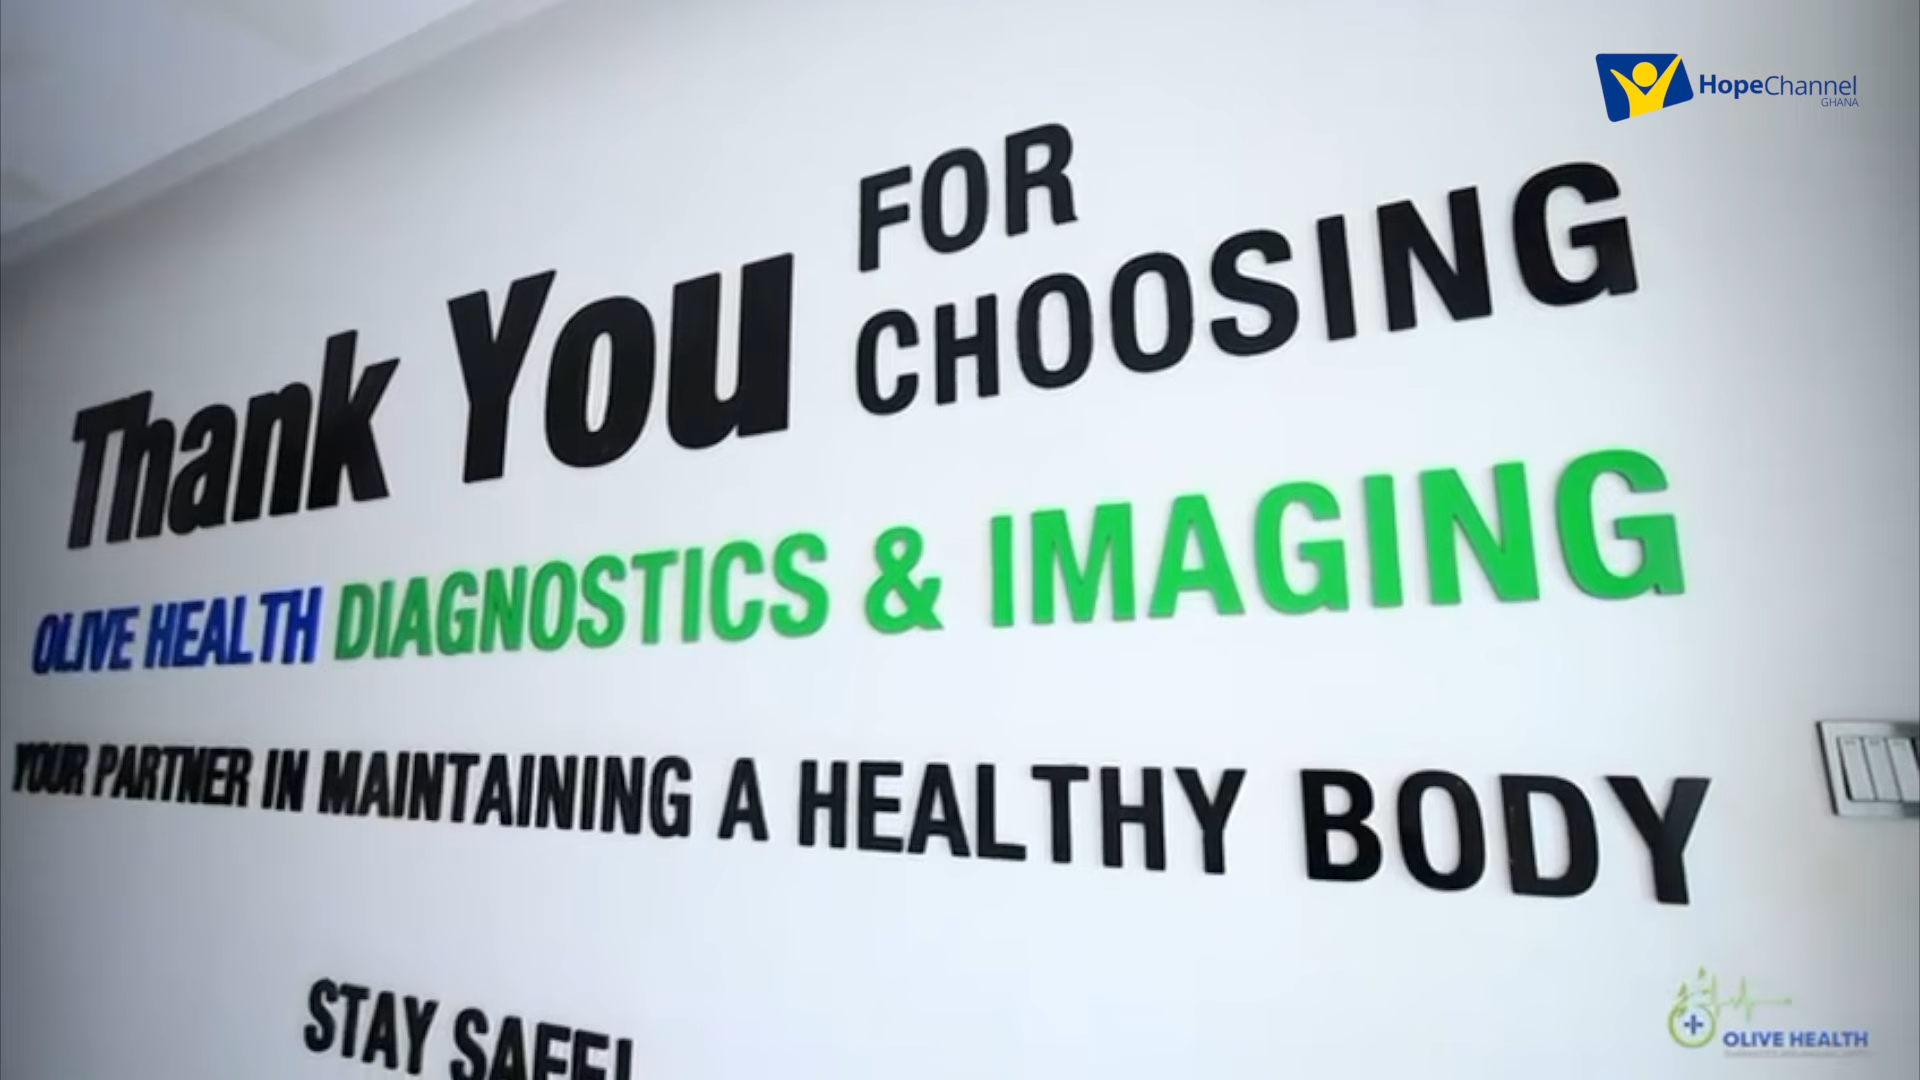 HopeChannel
GHANA
Thank You FOR
CHOOSING
OLIVE HEALTH DIAGNOSTICS & IMAGING
YOUR PARTNER IN MAINTAINING A HEALTHY BODY
STAY SAFE!
OLIVE HEALTH